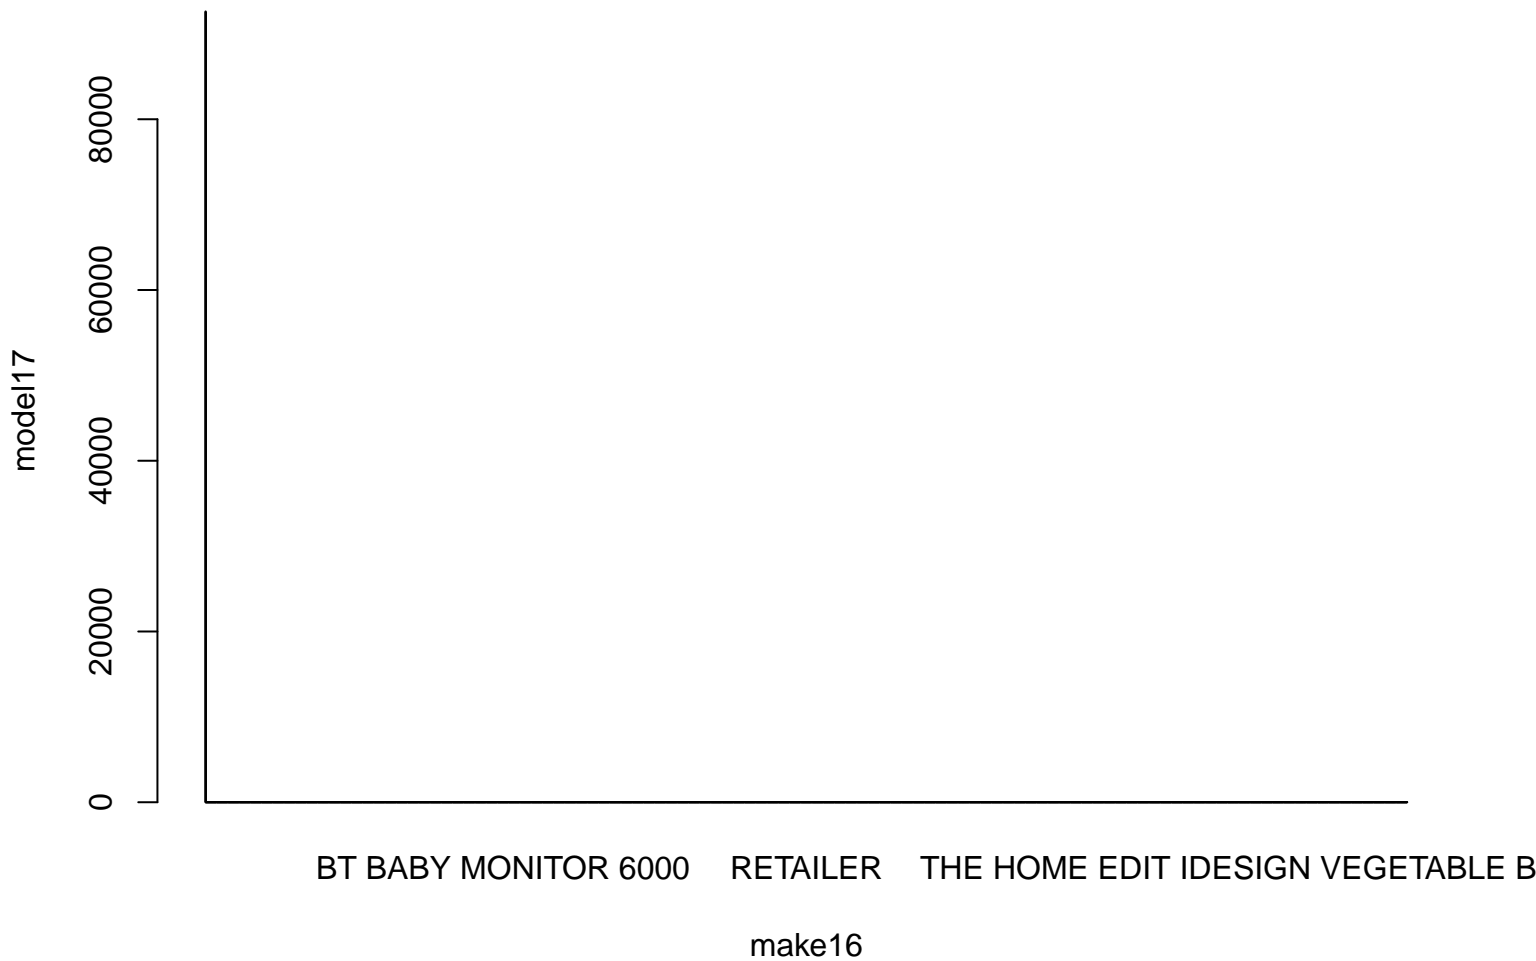 80000
60000
40000
20000
0
model17
BT BABY MONITOR 6000 RETAILER THE HOME EDIT IDESIGN VEGETABLE B
make16